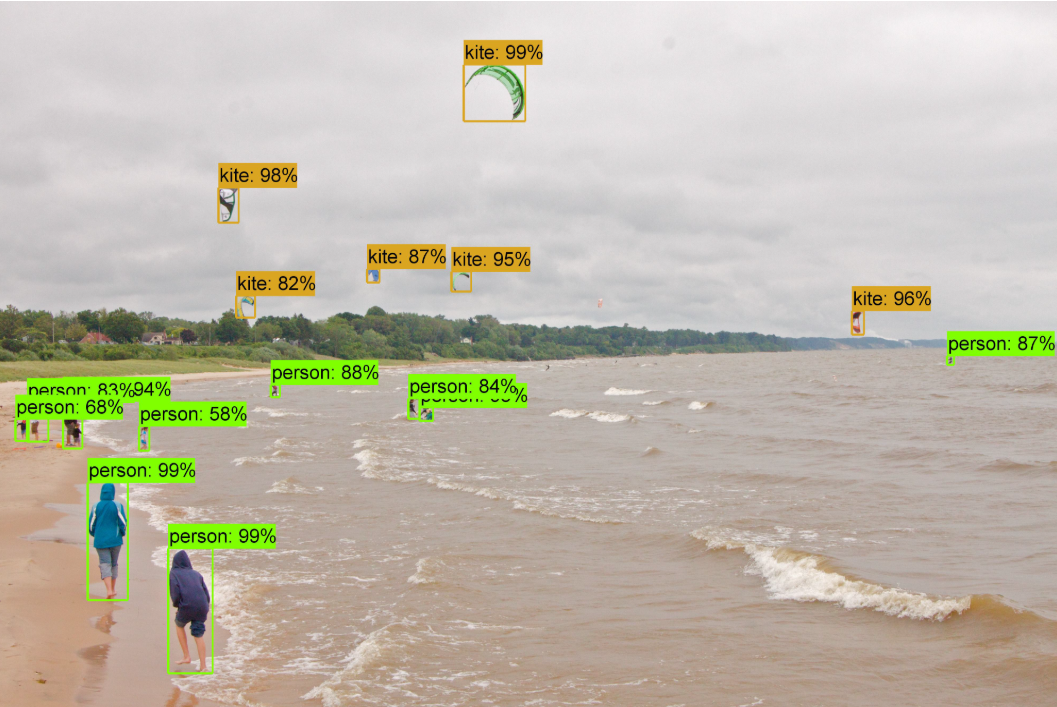 kite: 99%
kite: 98%
kite: 87%
kite: 95%
kite: 82%
kite: 96%
person: 87%
person: 88%
person: 83%
94%
person: 84%
person: 68%
person: 58%
person: 99%
person: 99%